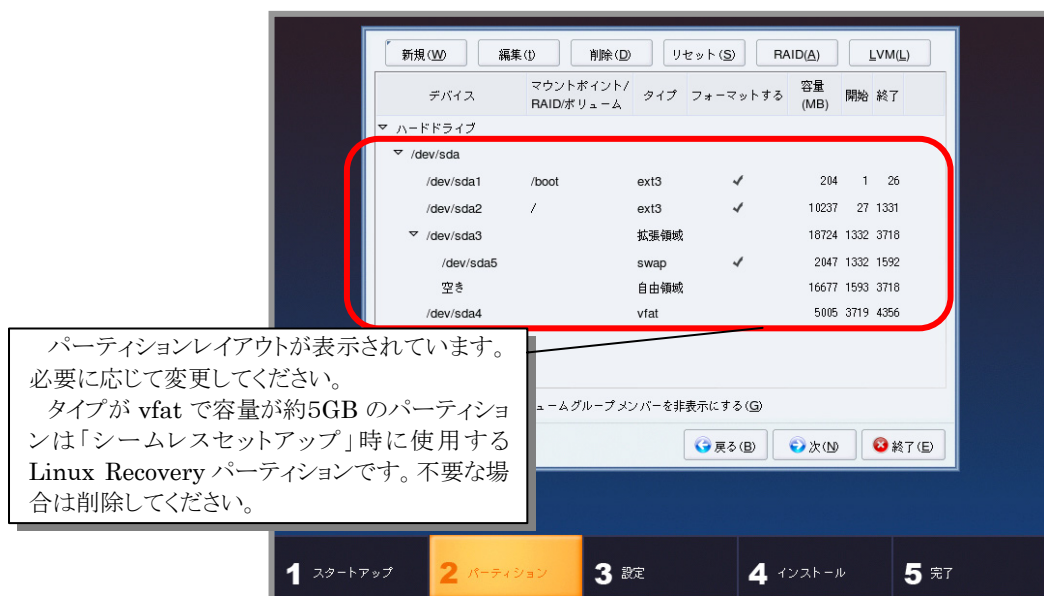 新規(W) 編集(I) 削除(D) リセット(S) RAID(A) LVM(L)
デバイス マウントポイント/ RAID/ボリューム タイプ フォーマットする 容量 (MB) 開始 終了
ハードドライブ
/dev/sda
/dev/sda1 /boot ext3 ✓ 204 1 26
/dev/sda2 / ext3 ✓ 10237 27 1331
/dev/sda3 拡張領域 18724 1332 3718
/dev/sda5 swap ✓ 2047 1332 1592
空き 自由領域 16677 1593 3718
/dev/sda4 vfat 5005 3719 4356
パーティションレイアウトが表示されています。
必要に応じて変更してください。
タイプが vfat で容量が約5GB のパーティショ
ンは「シームレスセットアップ」時に使用する
Linux Recovery パーティションです。不要な場
合は削除してください。
ュームグループメンバーを非表示にする(G)
戻る(B) 次(N) 終了(E)
1 スタートアップ 2 パーティション 3 設定 4 インストール 5 完了